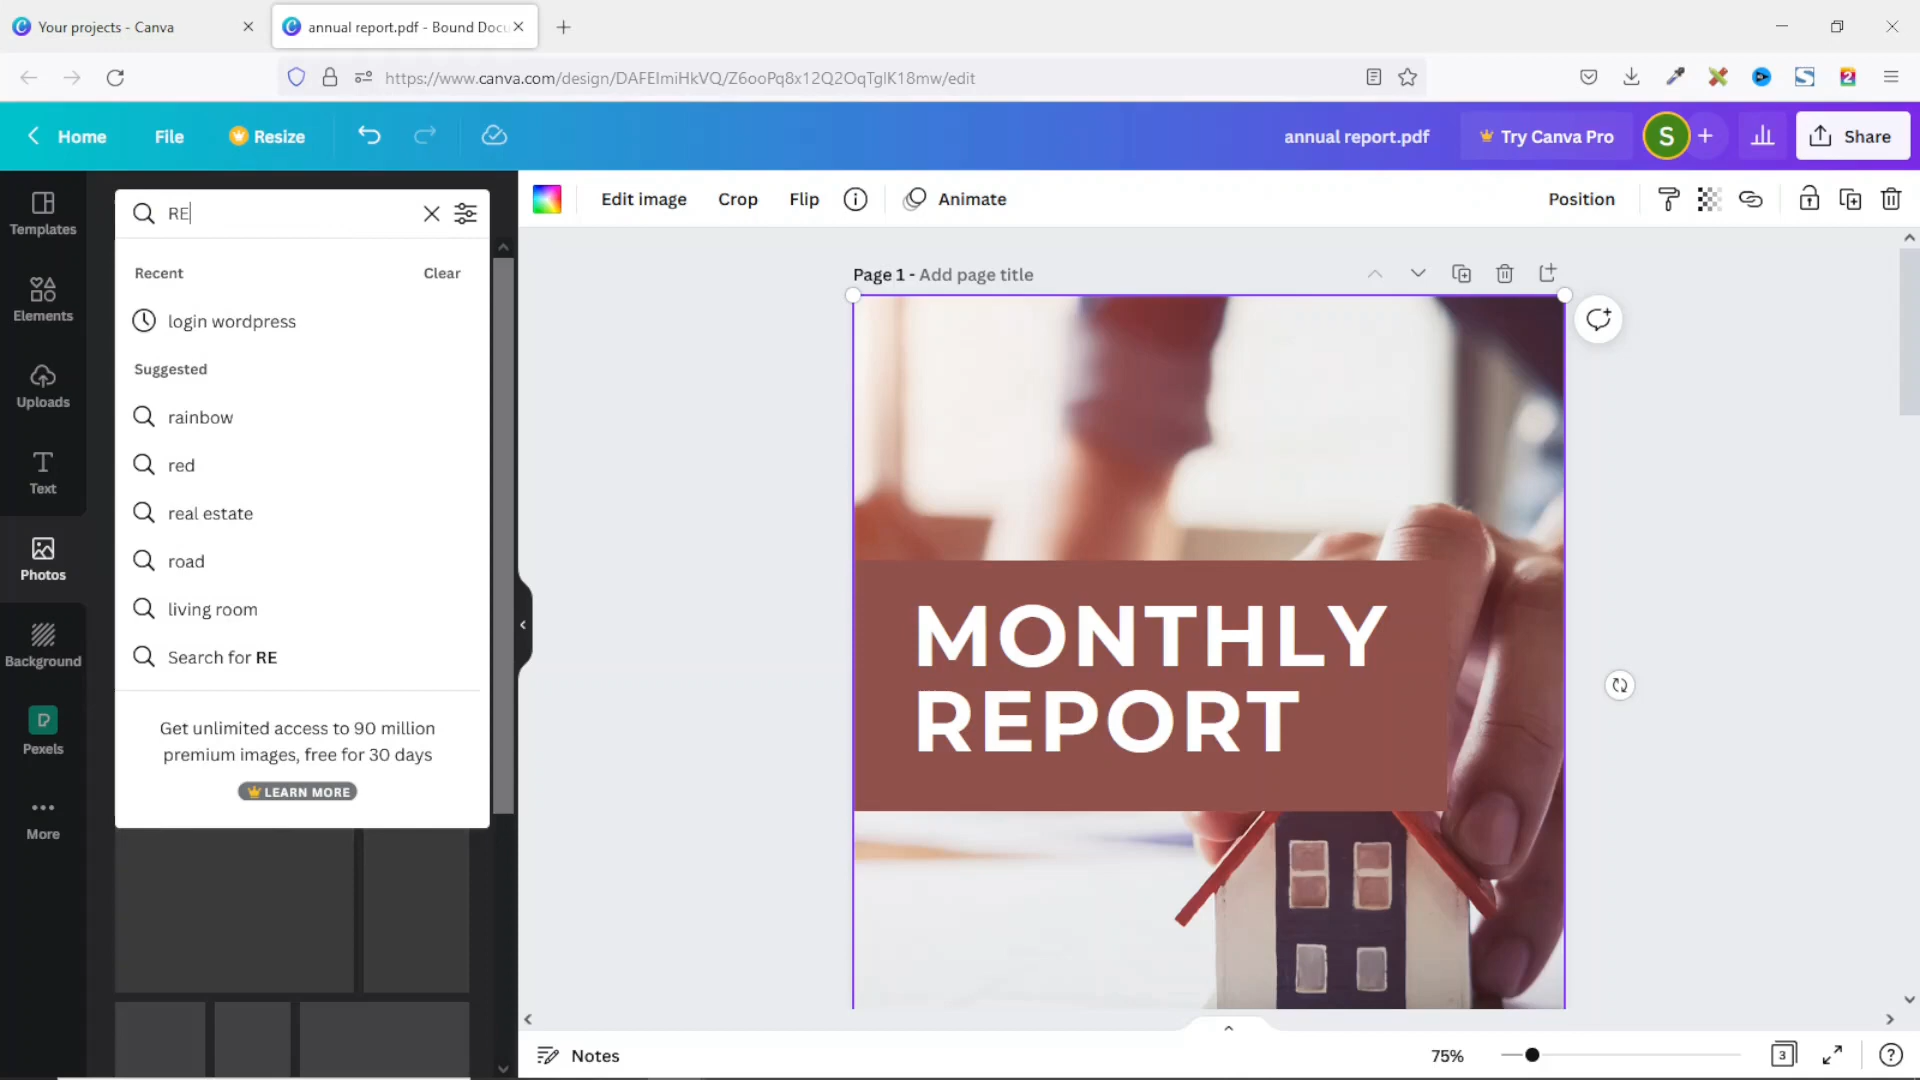 Your projects - Canva
annual report.pdf - Bound Docu
https://www.canva.com/design/DAFEImiHkVQ/Z6ooPq8x12Q2OqTglK18mw/edit
2
Home
File
Resize
annual report.pdf
Try Canva Pro
S
Share
Templates
Elements
Uploads
Text
Photos
Background
Pexels
More
RE
Recent
Clear
login wordpress
Suggested
rainbow
red
real estate
road
living room
Search for RE
Get unlimited access to 90 million
premium images, free for 30 days
LEARN MORE
Edit image
Crop
Flip
Animate
Position
Page 1 - Add page title
MONTHLY
REPORT
Notes
75%
3